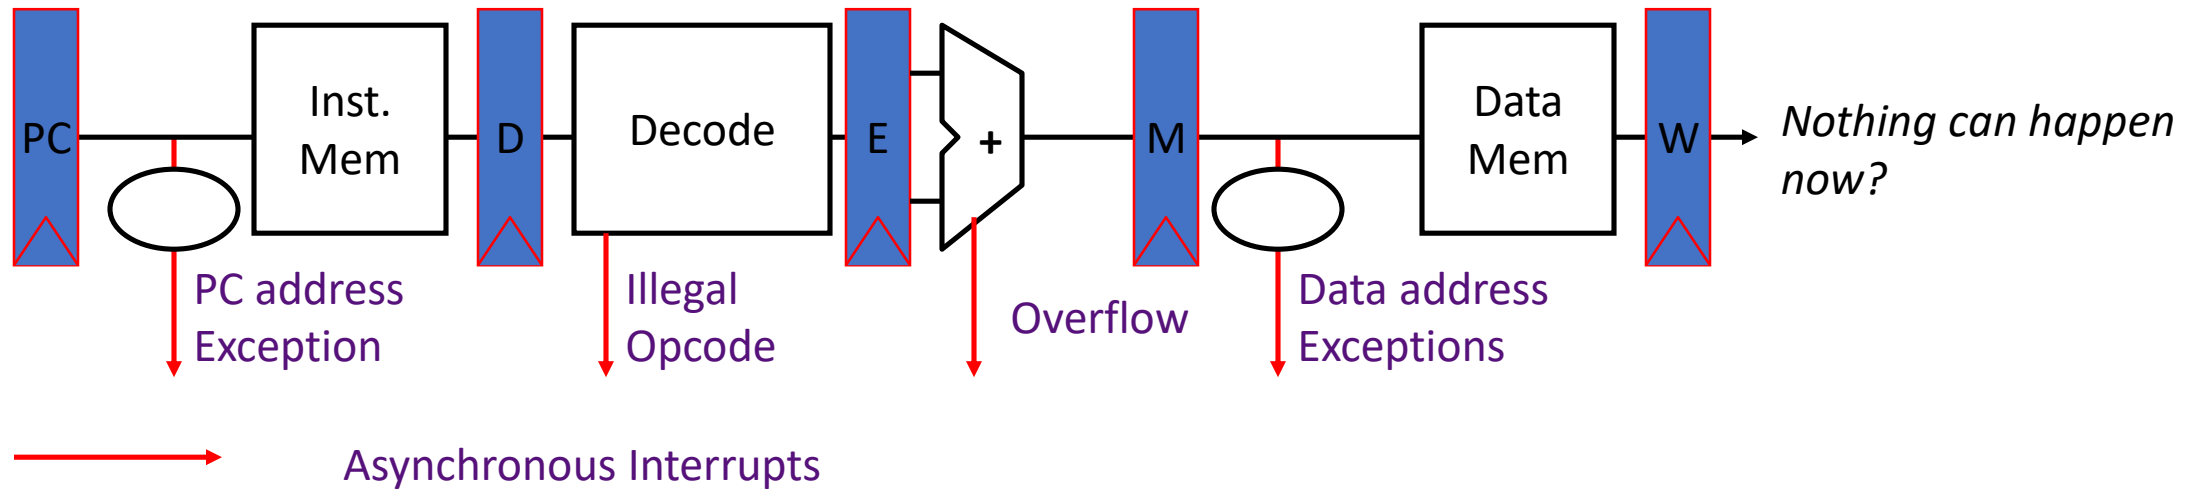 PC
Inst.
Mem
D
Decode
E
+
M
Data
Mem
W
Nothing can happen
now?
PC address
Exception
Illegal
Opcode
Overflow
Data address
Exceptions
Asynchronous Interrupts